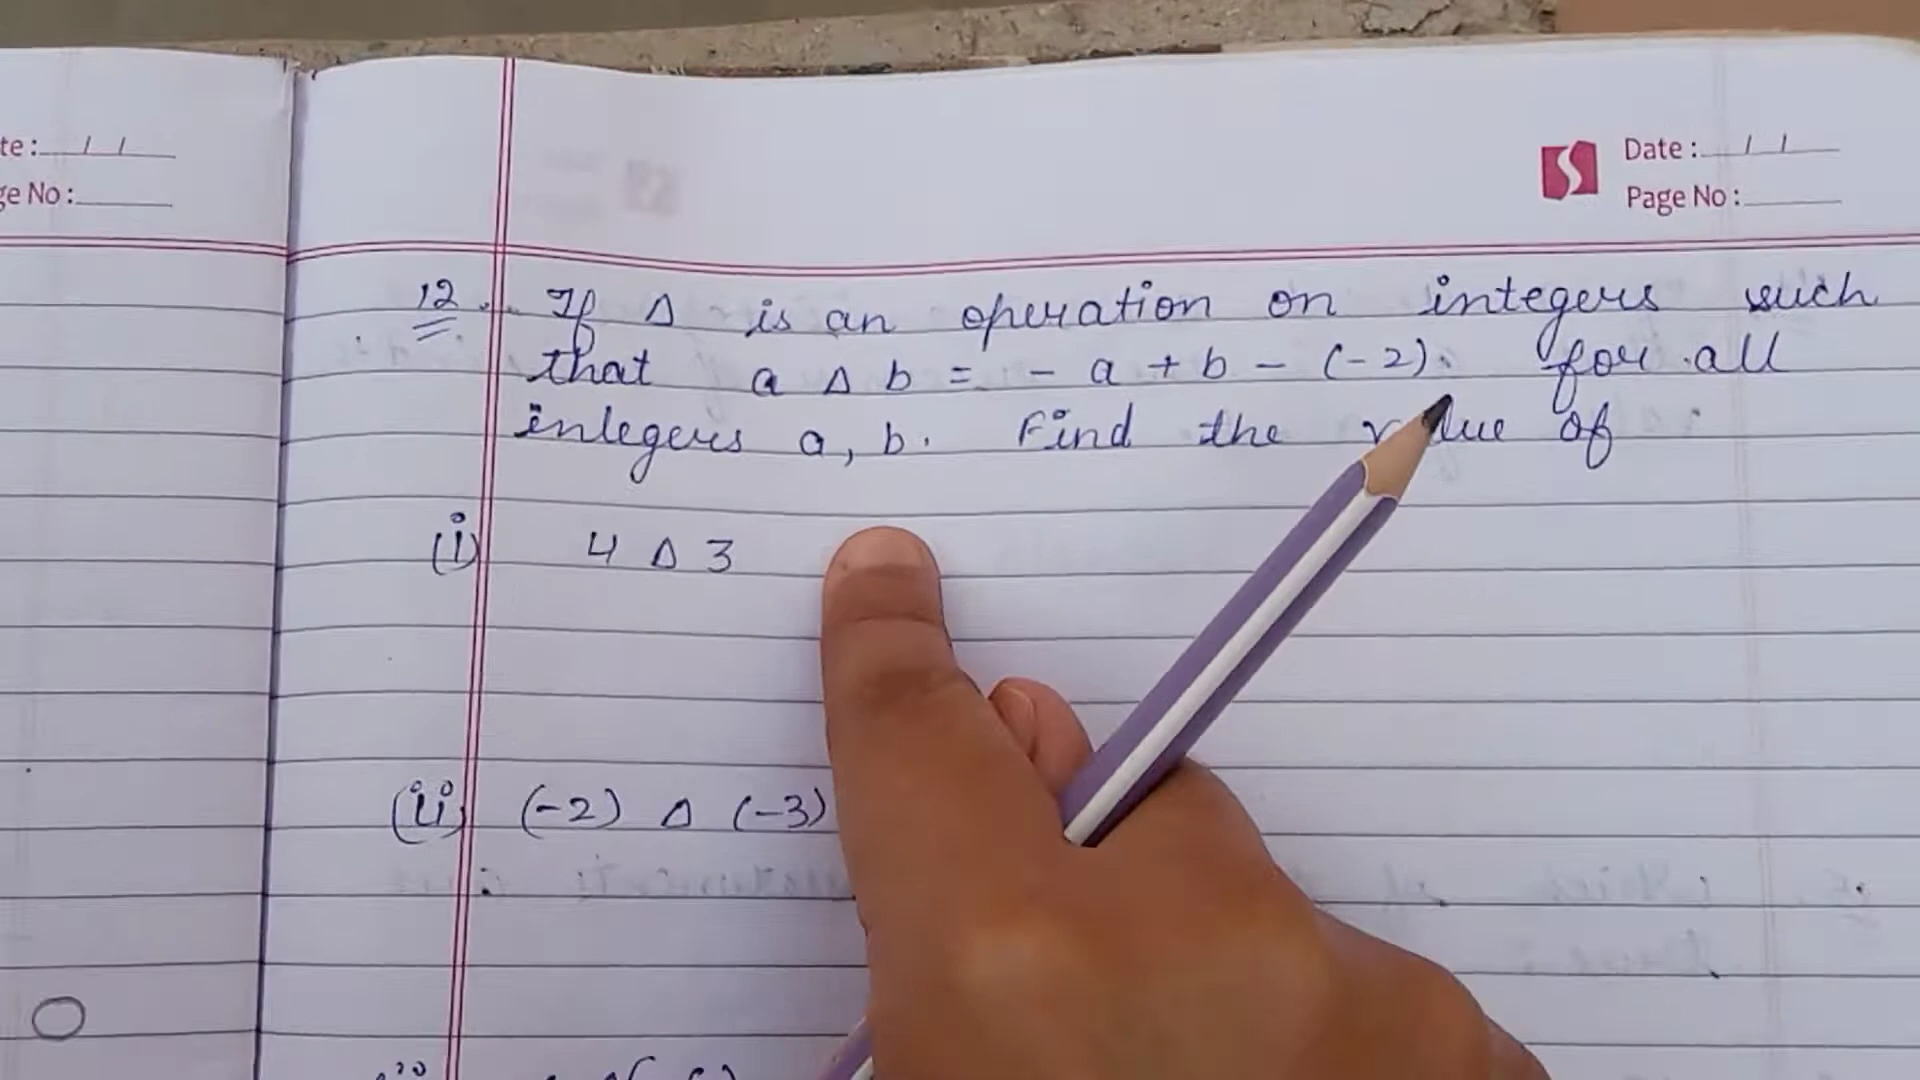 te : / /
ge No :
Date : / /
Page No :
12. If Δ is an operation on integers such
that a Δ b = - a + b - (-2). for all
integers a, b. Find the value of
(i) 4 Δ 3
(ii) (-2) Δ (-3)